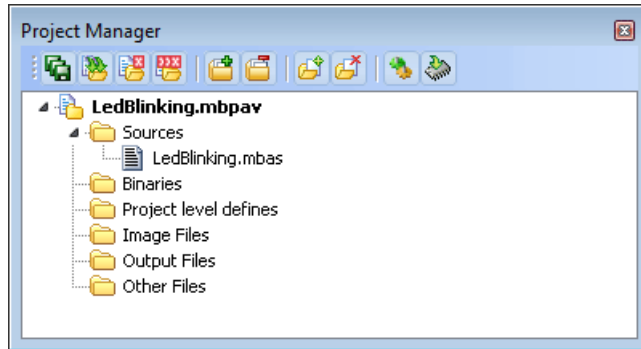 Project Manager
LedBlinking.mbpav
Sources
LedBlinking.mbas
Binaries
Project level defines
Image Files
Output Files
Other Files